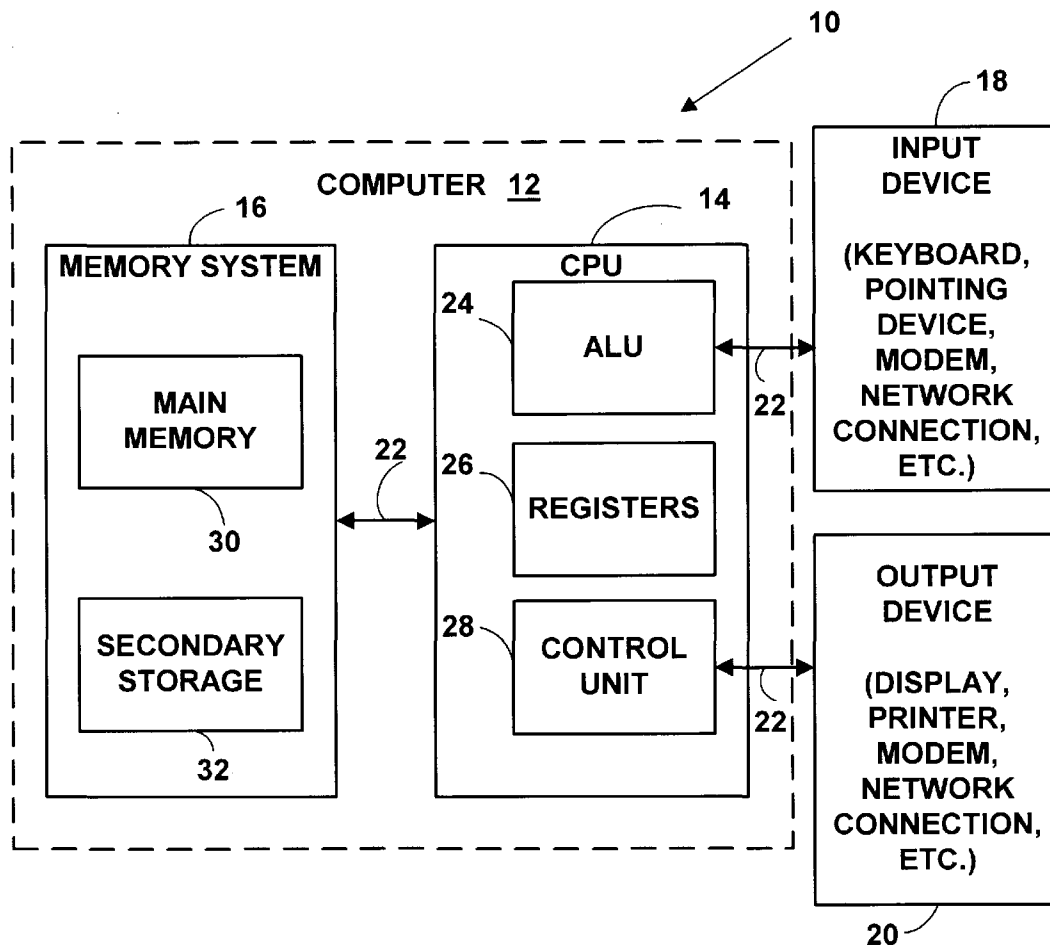 10
18
COMPUTER 12
16
14
MEMORY SYSTEM
MAIN
MEMORY
30
SECONDARY
STORAGE
32
22
CPU
24
ALU
26
REGISTERS
28
CONTROL
UNIT
22
22
INPUT
DEVICE
(KEYBOARD,
POINTING
DEVICE,
MODEM,
NETWORK
CONNECTION,
ETC.)
OUTPUT
DEVICE
(DISPLAY,
PRINTER,
MODEM,
NETWORK
CONNECTION,
ETC.)
20